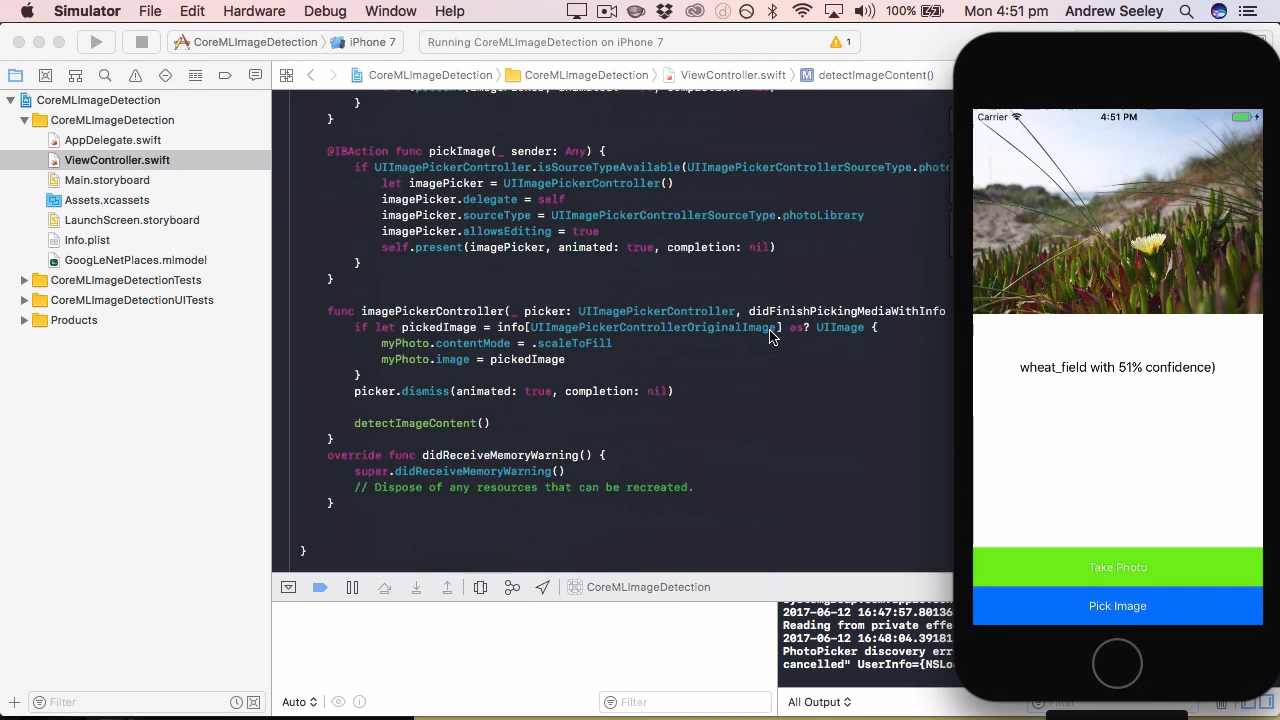 Simulator File Edit Hardware Debug Window Help 100% Mon 4:51 pm Andrew Seeley
CoreMLImageDetection iPhone 7 Running CoreMLImageDetection on iPhone 7 1
CoreMLImageDetection CoreMLImageDetection ViewController.swift M detectImageContent()
CoreMLImageDetection
CoreMLImageDetection
AppDelegate.swift
ViewController.swift
Main.storyboard
Assets.xcassets
LaunchScreen.storyboard
Info.plist
GoogLeNetPlaces.mlmodel
CoreMLImageDetectionTests
CoreMLImageDetectionUITests
Products
}
}
@IBAction func pickImage(_ sender: Any) {
if UIImagePickerController.isSourceTypeAvailable(UIImagePickerControllerSourceType.photo
let imagePicker = UIImagePickerController()
imagePicker.delegate = self
imagePicker.sourceType = UIImagePickerControllerSourceType.photoLibrary
imagePicker.allowsEditing = true
self.present(imagePicker, animated: true, completion: nil)
}
}
func imagePickerController(_ picker: UIImagePickerController, didFinishPickingMediaWithInfo
if let pickedImage = info[UIImagePickerControllerOriginalImage] as? UIImage {
myPhoto.contentMode = .scaleToFill
myPhoto.image = pickedImage
}
picker.dismiss(animated: true, completion: nil)
detectImageContent()
}
override func didReceiveMemoryWarning() {
super.didReceiveMemoryWarning()
// Dispose of any resources that can be recreated.
}
}
CoreMLImageDetection
2017-06-12 16:47:57.80136
Reading from private effe
2017-06-12 16:48:04.39181
PhotoPicker discovery err
cancelled" UserInfo={NSLo
Filter
Auto
Filter
All Output
Carrier 4:51 PM
wheat_field with 51% confidence)
Take Photo
Pick Image